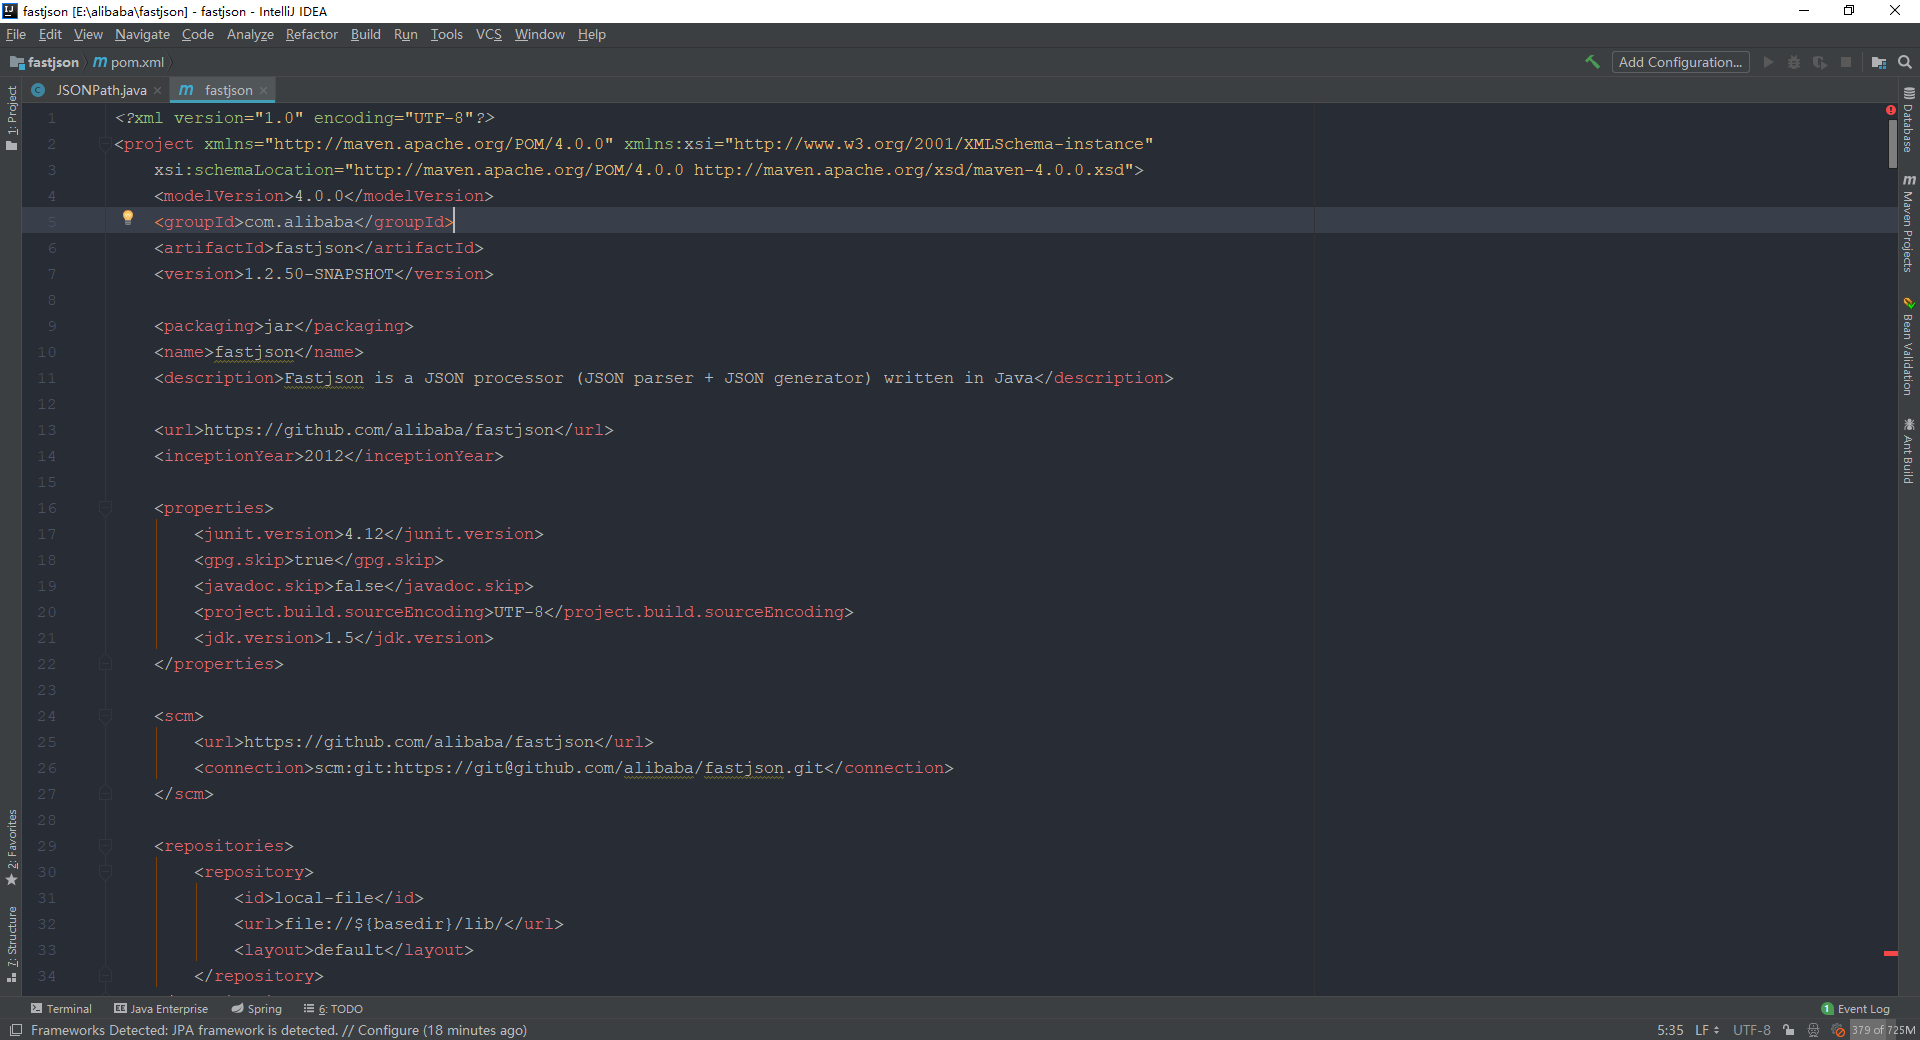 fastjson [E:\alibaba\fastjson] - fastjson - IntelliJ IDEA
File Edit View Navigate Code Analyze Refactor Build Run Tools VCS Window Help
fastjson pom.xml Add Configuration...
JSONPath.java fastjson
1 <?xml version="1.0" encoding="UTF-8"?>
2 <project xmlns="http://maven.apache.org/POM/4.0.0" xmlns:xsi="http://www.w3.org/2001/XMLSchema-instance"
3 xsi:schemaLocation="http://maven.apache.org/POM/4.0.0 http://maven.apache.org/xsd/maven-4.0.0.xsd">
4 <modelVersion>4.0.0</modelVersion>
5 <groupId>com.alibaba</groupId>
6 <artifactId>fastjson</artifactId>
7 <version>1.2.50-SNAPSHOT</version>
8
9 <packaging>jar</packaging>
10 <name>fastjson</name>
11 <description>Fastjson is a JSON processor (JSON parser + JSON generator) written in Java</description>
12
13 <url>https://github.com/alibaba/fastjson</url>
14 <inceptionYear>2012</inceptionYear>
15
16 <properties>
17 <junit.version>4.12</junit.version>
18 <gpg.skip>true</gpg.skip>
19 <javadoc.skip>false</javadoc.skip>
20 <project.build.sourceEncoding>UTF-8</project.build.sourceEncoding>
21 <jdk.version>1.5</jdk.version>
22 </properties>
23
24 <scm>
25 <url>https://github.com/alibaba/fastjson</url>
26 <connection>scm:git:https://git@github.com/alibaba/fastjson.git</connection>
27 </scm>
28
29 <repositories>
30 <repository>
31 <id>local-file</id>
32 <url>file://${basedir}/lib/</url>
33 <layout>default</layout>
34 </repository>
1: Project
2: Favorites
7: Structure
Database
Maven Projects
Bean Validation
Ant Build
Terminal Java Enterprise Spring 6: TODO 1 Event Log
Frameworks Detected: JPA framework is detected. // Configure (18 minutes ago) 5:35 LF UTF-8 379 of 725M